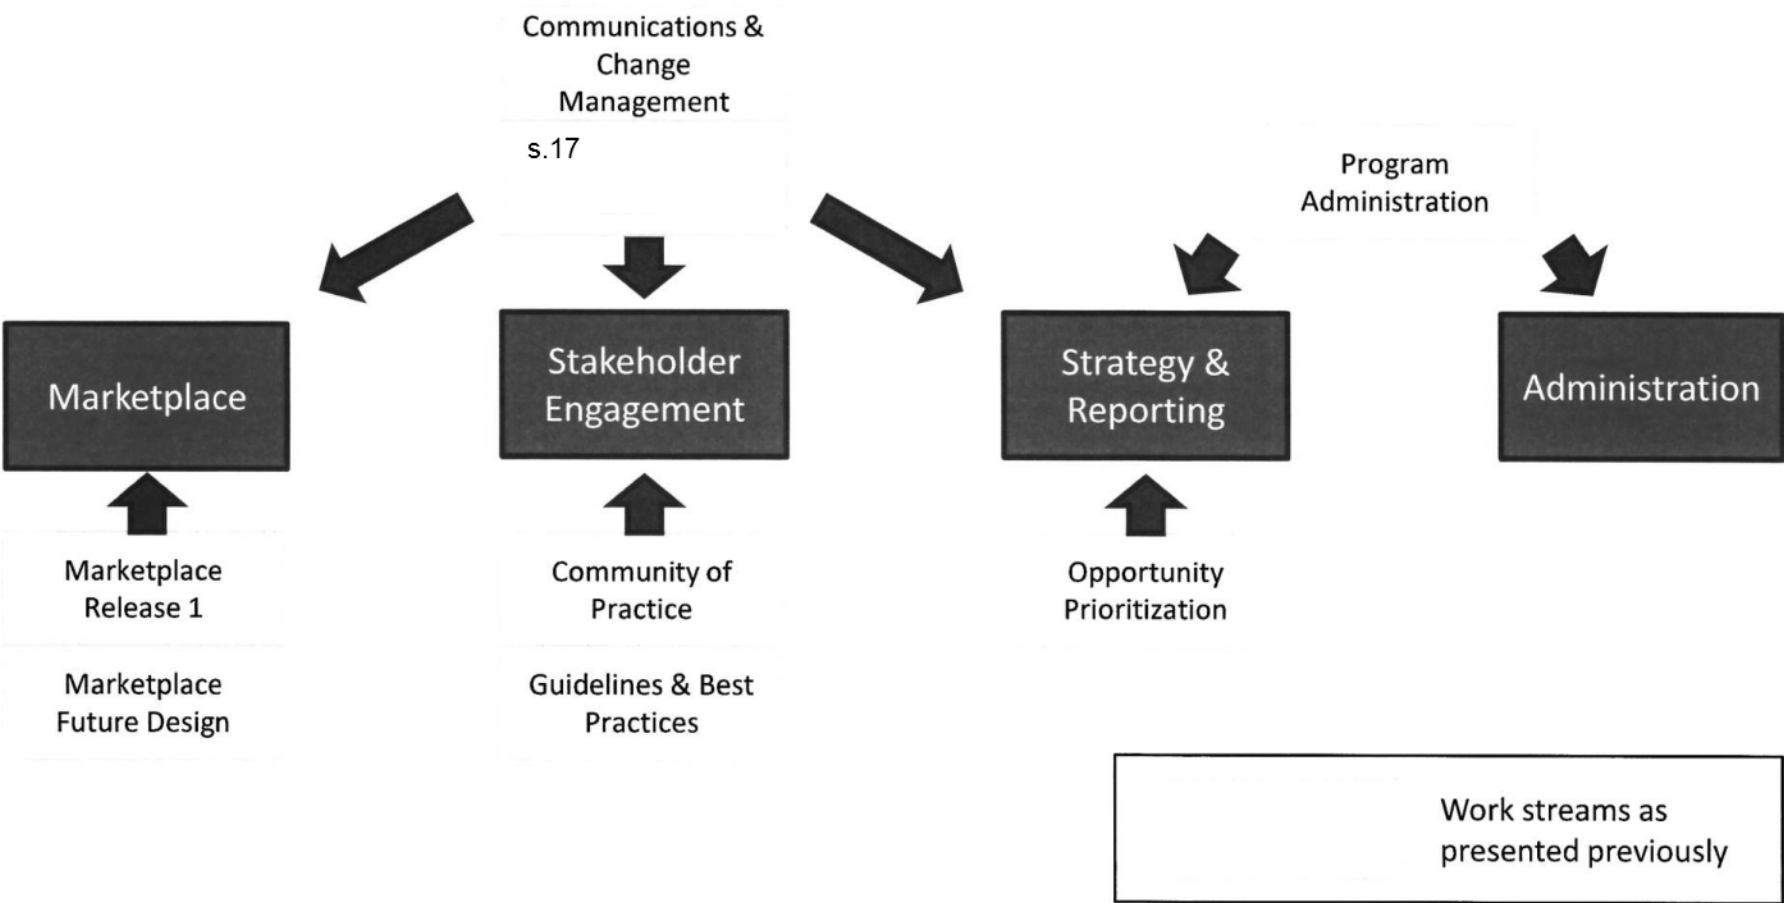 Communications &
Change
Management
s.17
Program
Administration
Marketplace
Stakeholder
Engagement
Strategy &
Reporting
Administration
Marketplace
Release 1
Community of
Practice
Opportunity
Prioritization
Marketplace
Future Design
Guidelines & Best
Practices
Work streams as
presented previously